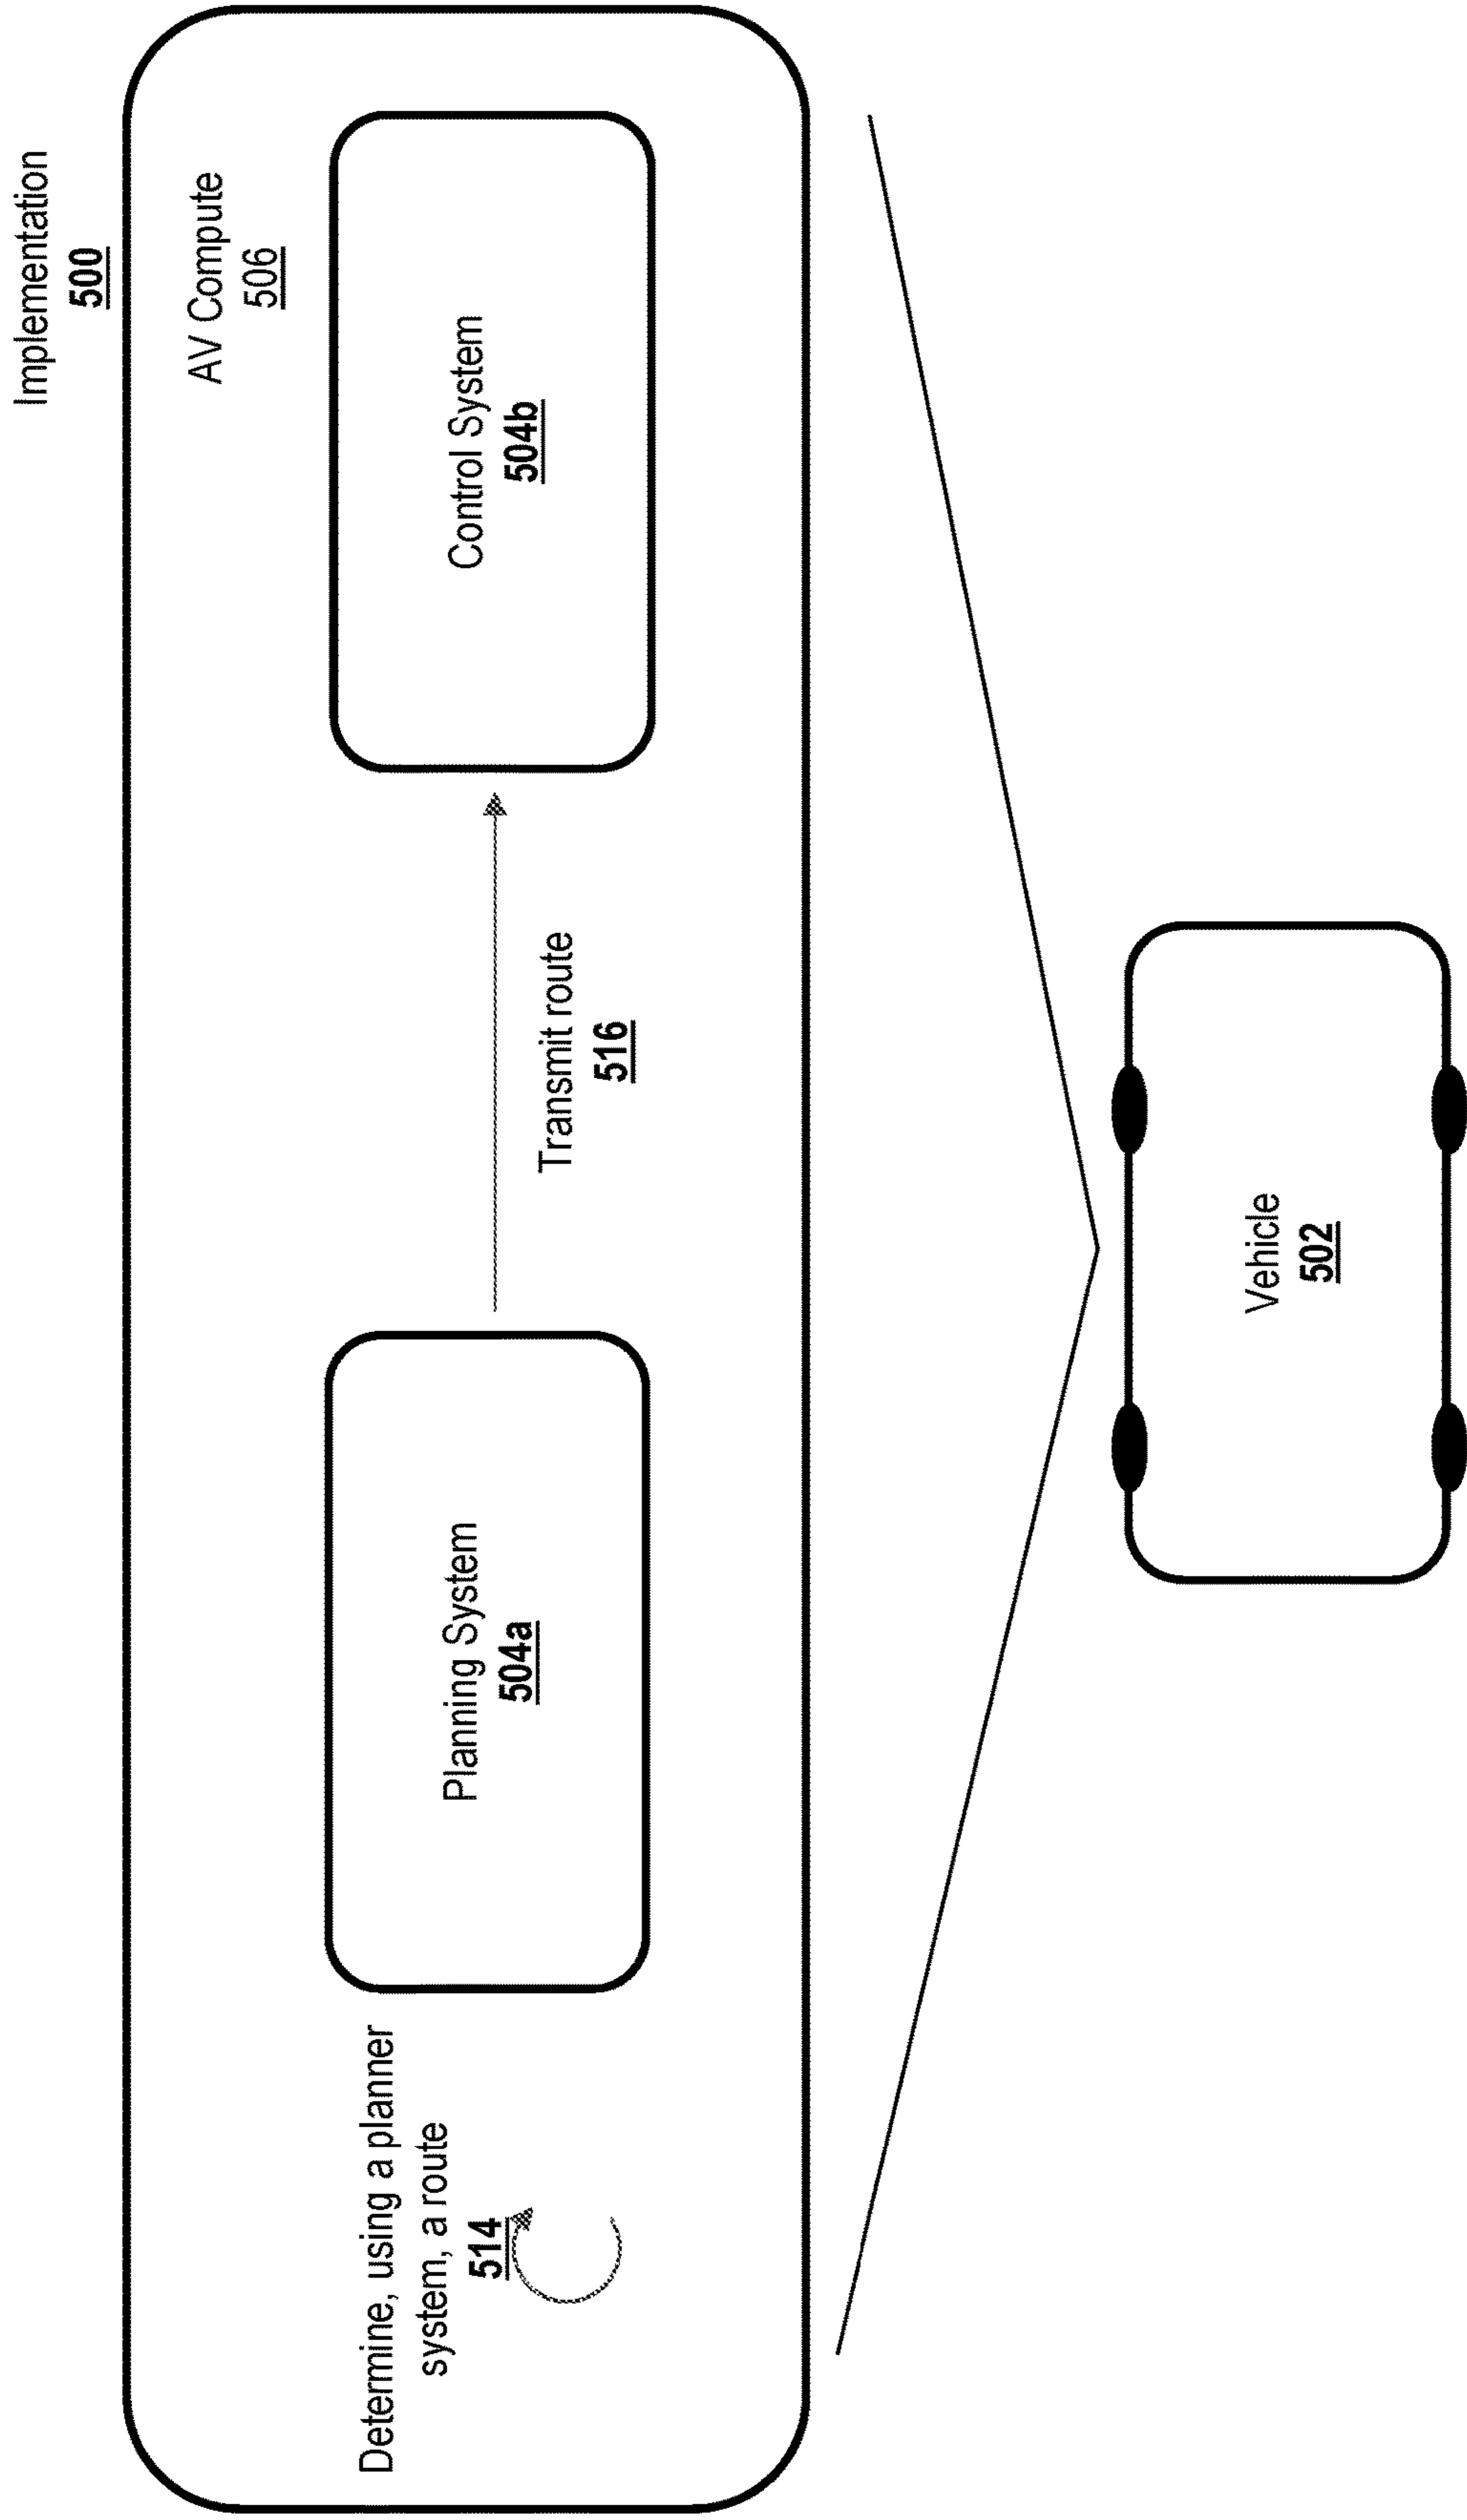 Implementation
500
AV Compute
506
Determine, using a planner
system, a route
514
Planning System
504a
Transmit route
516
Control System
504b
Vehicle
502